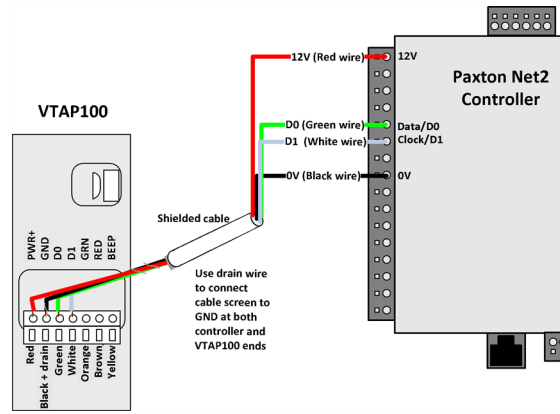 VTAP100
PWR+
GND
D0
D1
GRN
RED
BEEP
Red
Black + drain
Green
White
Orange
Brown
Yellow
Shielded cable
Use drain wire
to connect
cable screen to
GND at both
controller and
VTAP100 ends
12V (Red wire)
D0 (Green wire)
D1 (White wire)
0V (Black wire)
12V
Data/D0
Clock/D1
0V
Paxton Net2
Controller